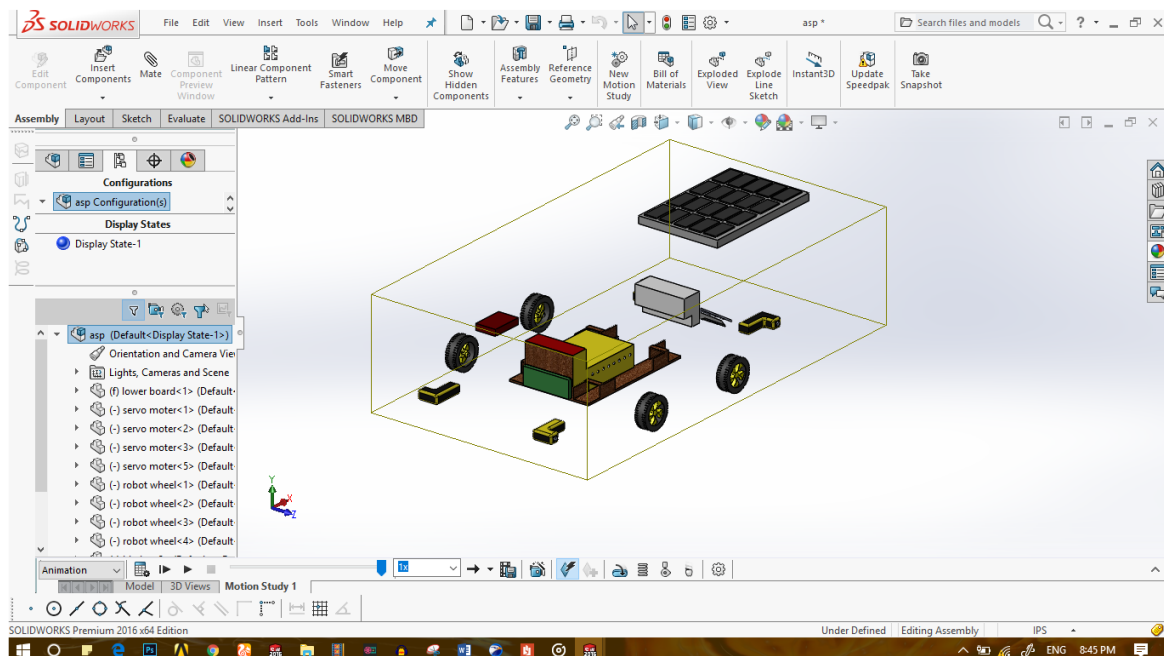 SOLIDWORKS File Edit View Insert Tools Window Help asp * Search files and models ?
Edit Component
Insert Components
Mate
Component Preview Window
Linear Component Pattern
Smart Fasteners
Move Component
Show Hidden Components
Assembly Features
Reference Geometry
New Motion Study
Bill of Materials
Exploded View
Explode Line Sketch
Instant3D
Update Speedpak
Take Snapshot
Assembly Layout Sketch Evaluate SOLIDWORKS Add-Ins SOLIDWORKS MBD
Configurations
asp Configuration(s)
Display States
Display State-1
asp (Default<Display State-1>)
Orientation and Camera Vie
Lights, Cameras and Scene
(f) lower board<1> (Default
(-) servo moter<1> (Default
(-) servo moter<2> (Default
(-) servo moter<3> (Default
(-) servo moter<5> (Default
(-) robot wheel<1> (Default
(-) robot wheel<2> (Default
(-) robot wheel<3> (Default
(-) robot wheel<4> (Default
Y
X
Z
Animation 1x
Model 3D Views Motion Study 1
SOLIDWORKS Premium 2016 x64 Edition Under Defined Editing Assembly IPS
ENG 8:45 PM